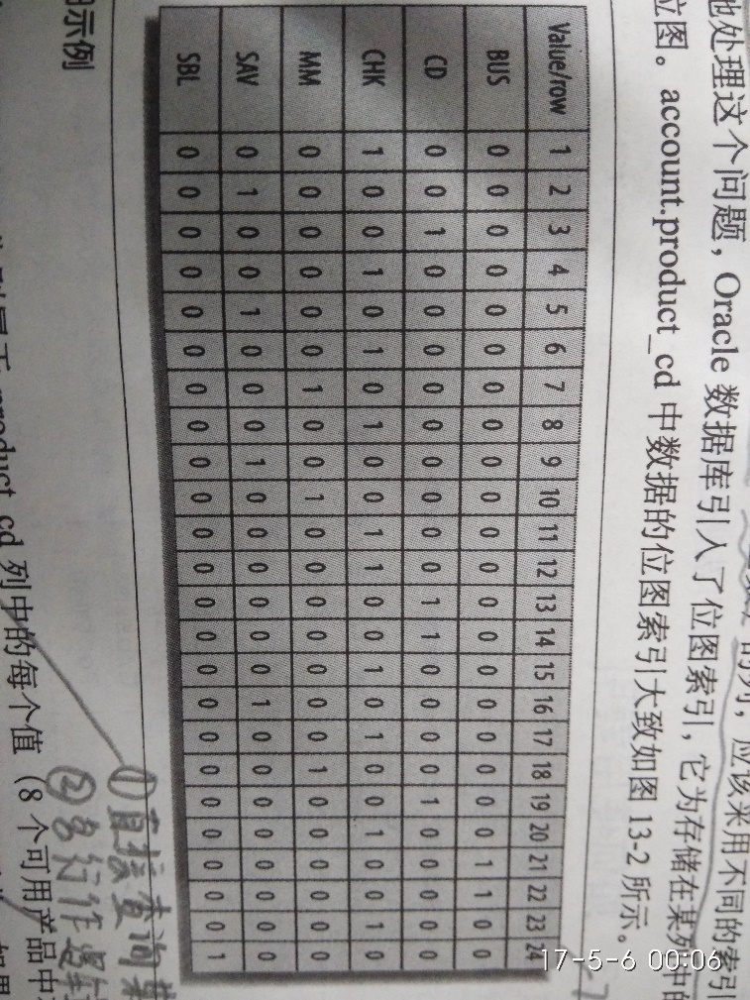 的列，应该采用不同的索引
地处理这个问题，Oracle 数据库引入了位图索引，它为存储在某列中的
位图。account.product_cd 中数据的位图索引大致如图 13-2 所示。
Value/row 1 2 3 4 5 6 7 8 9 10 11 12 13 14 15 16 17 18 19 20 21 22 23 24
BUS 0 0 0 0 0 0 0 0 0 0 0 0 0 0 0 0 0 0 0 0 1 1 0 0
CD 0 0 1 0 0 0 0 0 0 0 0 0 1 1 0 0 0 0 1 0 0 0 0 0
CHK 1 0 0 1 0 1 0 1 0 0 1 1 0 0 1 0 1 0 0 1 0 0 1 0
MM 0 0 0 0 0 0 1 0 0 1 0 0 0 0 0 0 0 1 0 0 0 0 0 0
SAV 0 1 0 0 1 0 0 0 1 0 0 0 0 0 0 1 0 0 0 0 0 0 0 0
SBL 0 0 0 0 0 0 0 0 0 0 0 0 0 0 0 0 0 0 0 0 0 0 0 1
①直接查询
②多行作
示例
product_cd 列中的每个值（8 个可用产品中
17-5-6 00:06